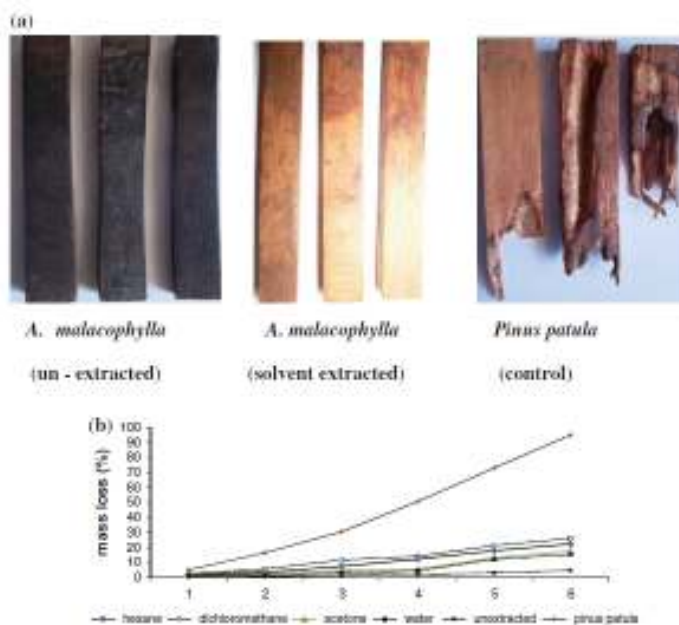 (a)
A. malacophylla A. malacophylla Pinus patula
(un - extracted) (solvent extracted) (control)
(b)
mass loss (%)
100
90
80
70
60
50
40
30
20
10
0
1 2 3 4 5 6
hexane dichloromethane acetone water unextracted pinus patula